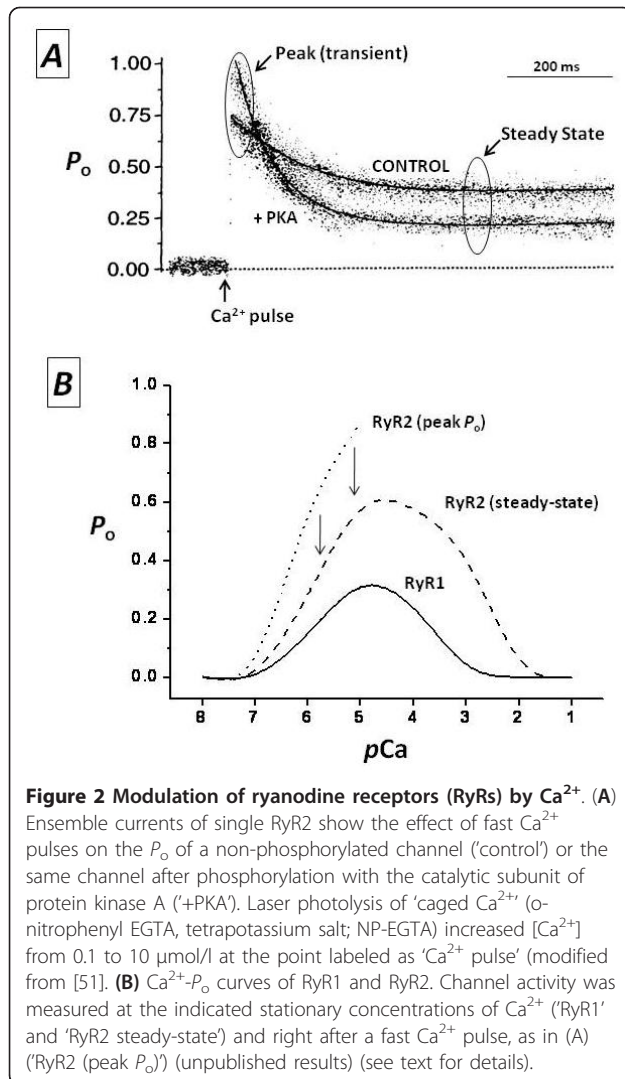 A
Peak (transient)
200 ms
1.00
0.75
Po
0.50
0.25
0.00
Steady State
CONTROL
+ PKA
Ca2+ pulse
B
1.0
0.8
0.6
Po
0.4
0.2
0.0
RyR2 (peak Po)
RyR2 (steady-state)
RyR1
8 7 6 5 4 3 2 1
pCa
Figure 2 Modulation of ryanodine receptors (RyRs) by Ca2+. (A)
Ensemble currents of single RyR2 show the effect of fast Ca2+
pulses on the Po of a non-phosphorylated channel ('control') or the
same channel after phosphorylation with the catalytic subunit of
protein kinase A ('+PKA'). Laser photolysis of 'caged Ca2+' (o-
nitrophenyl EGTA, tetrapotassium salt; NP-EGTA) increased [Ca2+]
from 0.1 to 10 μmol/l at the point labeled as 'Ca2+ pulse' (modified
from [51]. (B) Ca2+-Po curves of RyR1 and RyR2. Channel activity was
measured at the indicated stationary concentrations of Ca2+ ('RyR1'
and 'RyR2 steady-state') and right after a fast Ca2+ pulse, as in (A)
('RyR2 (peak Po)') (unpublished results) (see text for details).